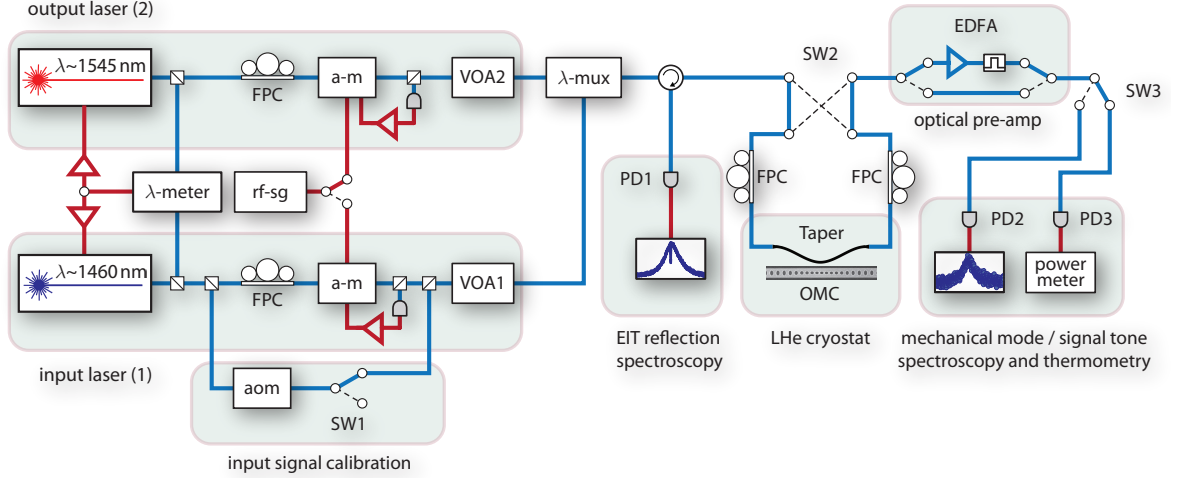 output laser (2)
λ~1545 nm
FPC
a-m
VOA2
λ-mux
SW2
EDFA
optical pre-amp
SW3
λ-meter
rf-sg
PD1
FPC
FPC
PD2
PD3
λ~1460 nm
FPC
a-m
VOA1
Taper
OMC
power
meter
EIT reflection
spectroscopy
LHe cryostat
mechanical mode / signal tone
spectroscopy and thermometry
input laser (1)
aom
SW1
input signal calibration